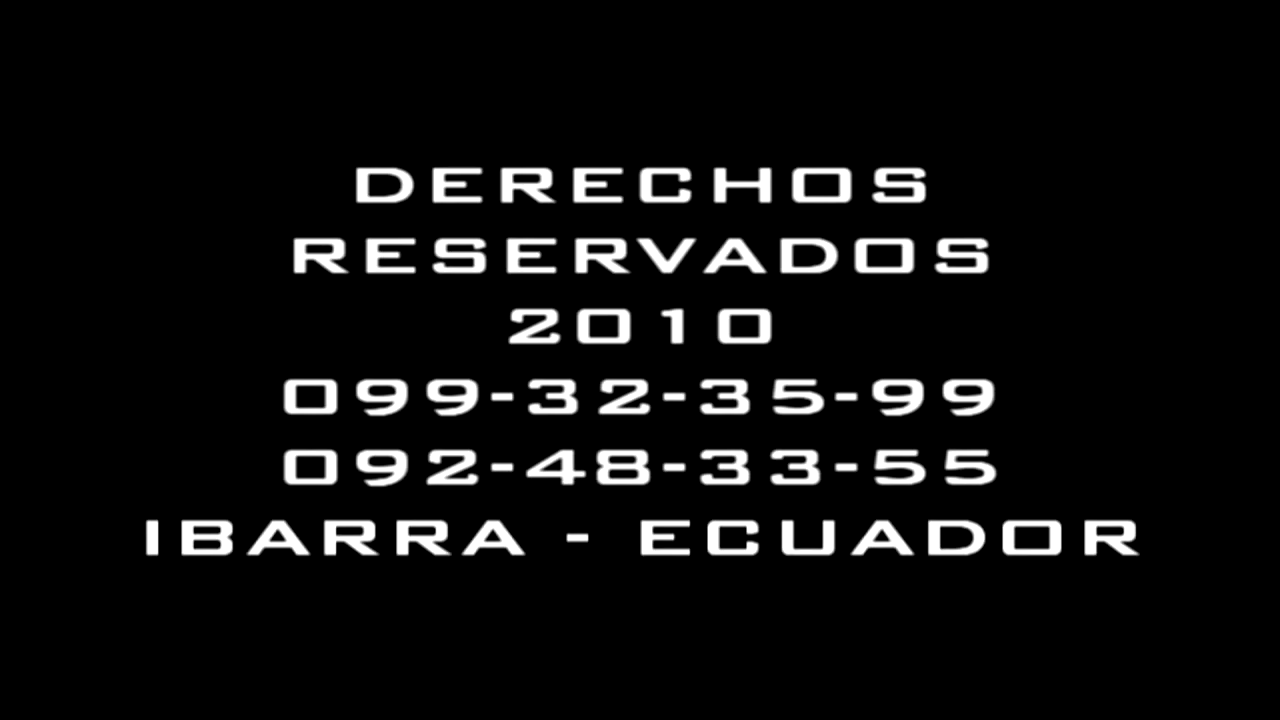 DERECHOS
RESERVADOS
2010
099-32-35-99
092-48-33-55
IBARRA - ECUADOR